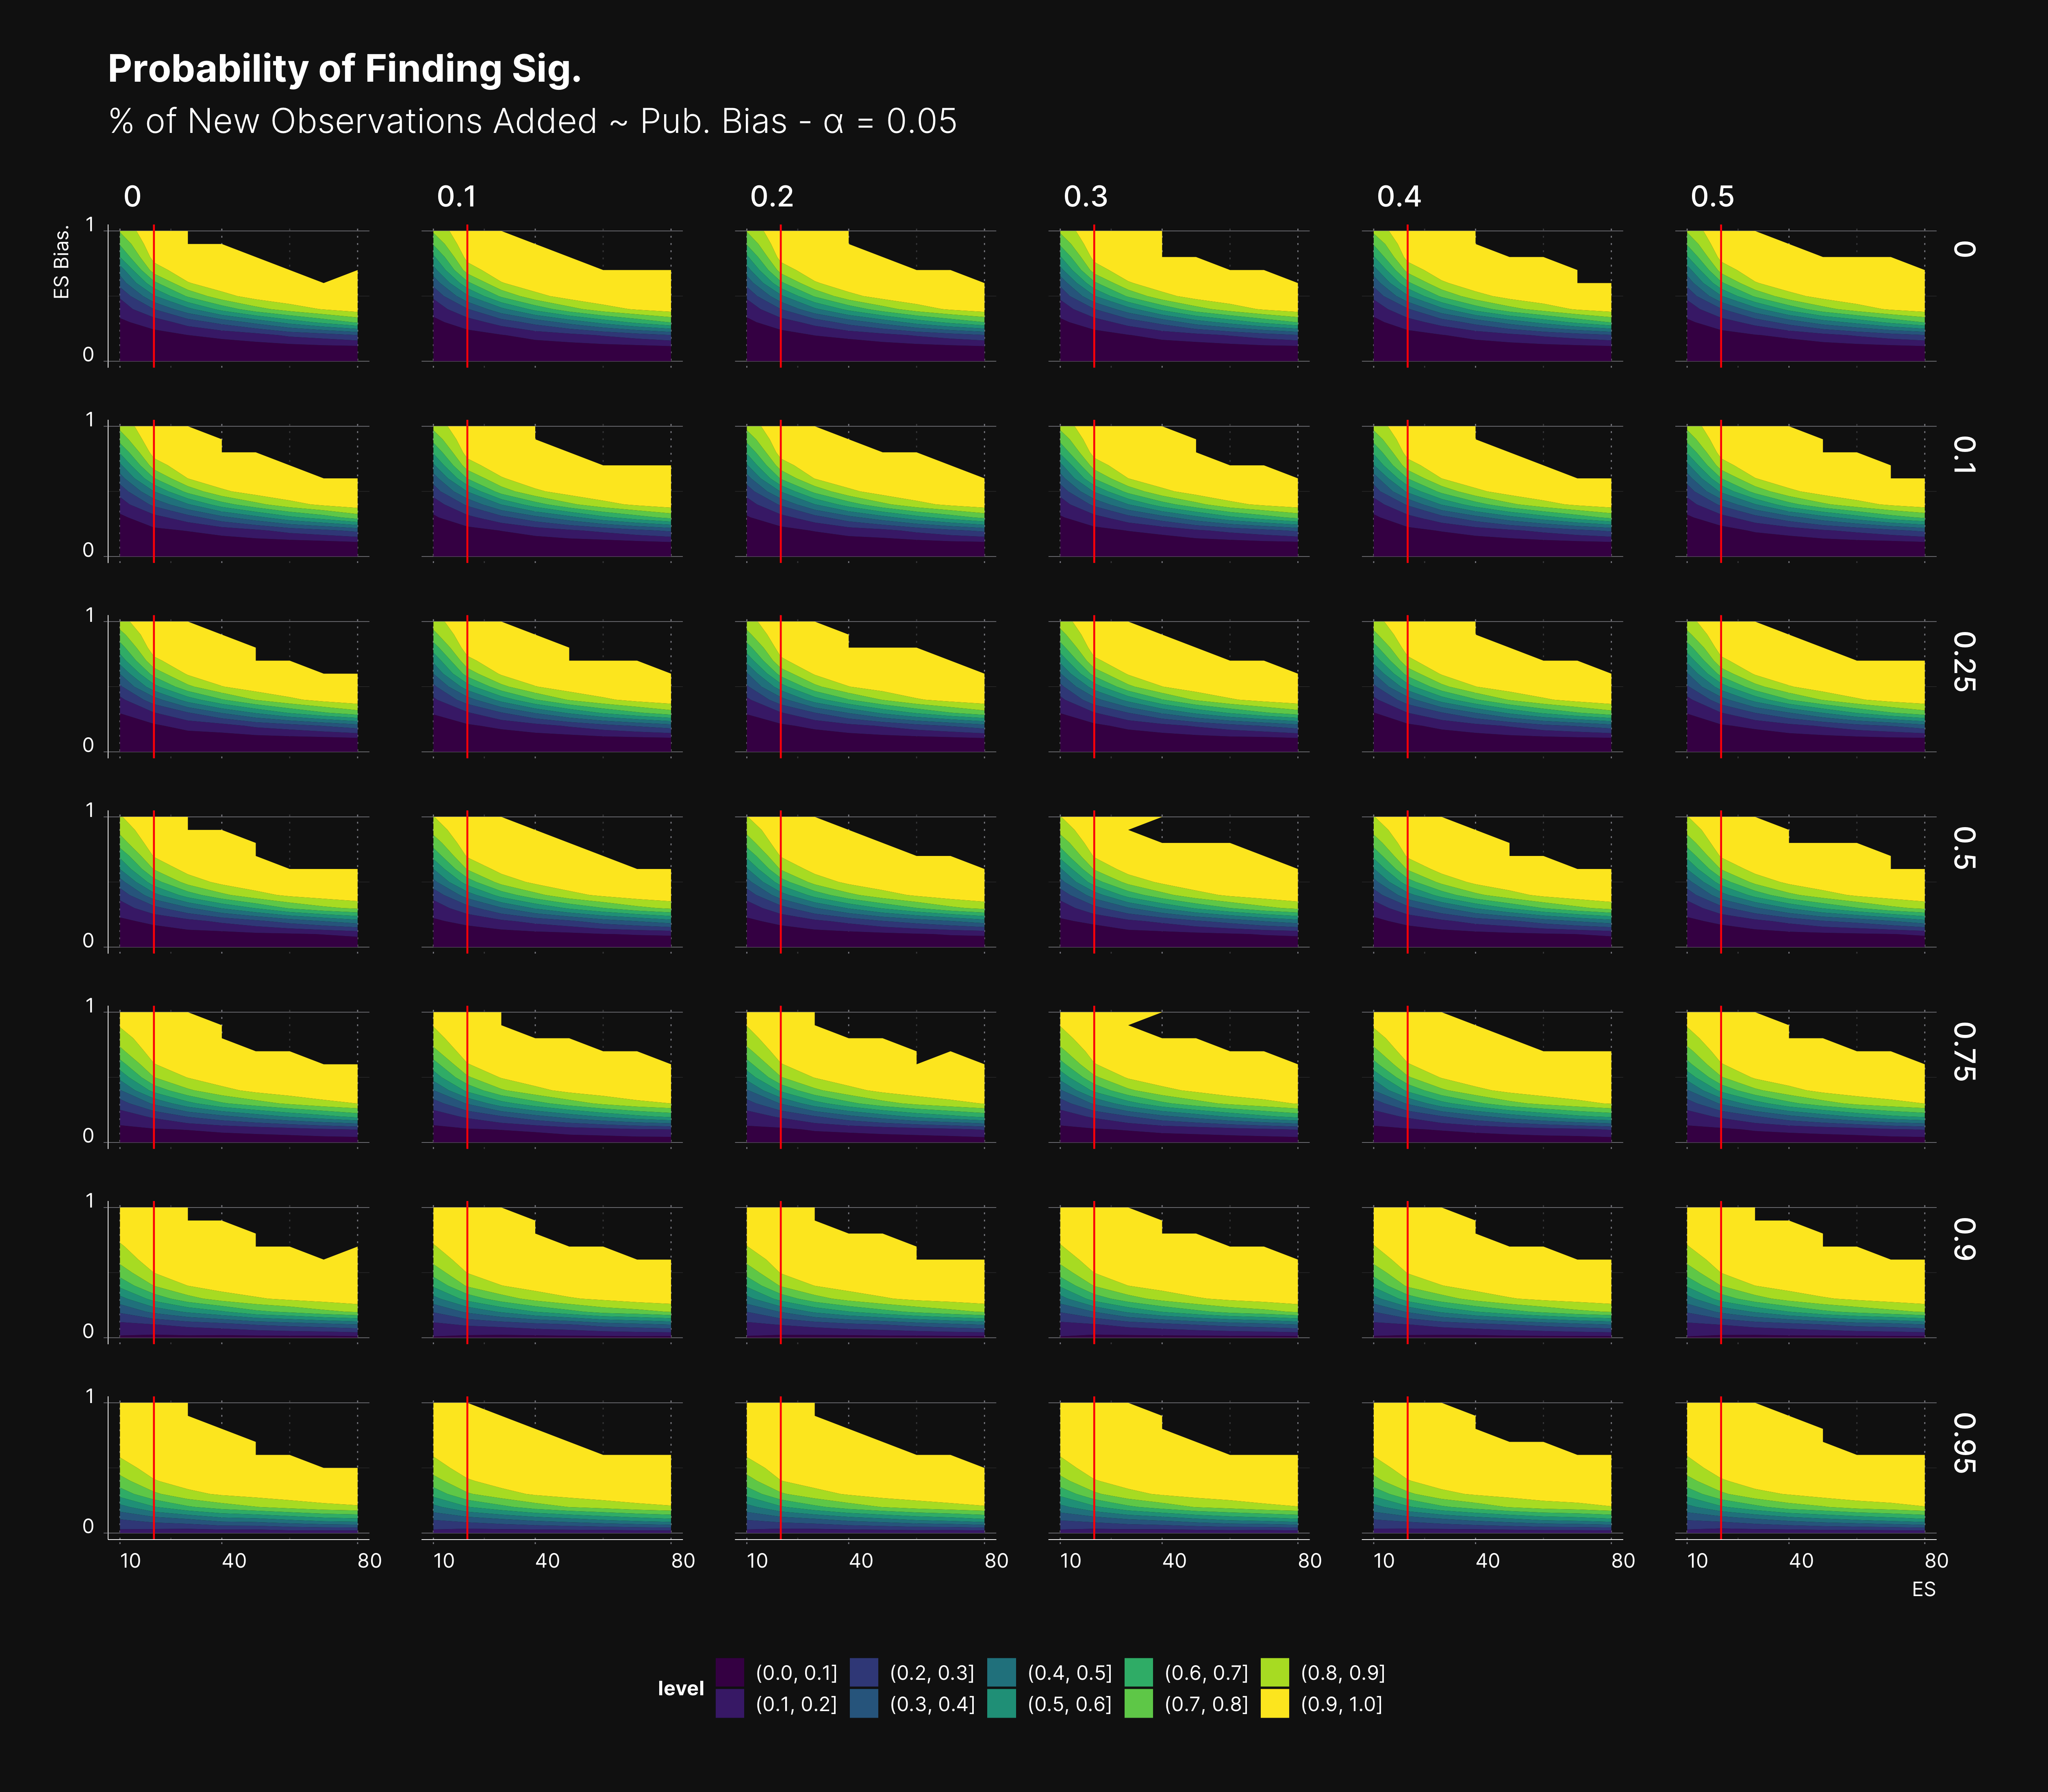 Probability of Finding Sig.
% of New Observations Added ~ Pub. Bias - α = 0.05
0 0.1 0.2 0.3 0.4 0.5
ES Bias.
1
0
0
1
0
0.1
1
0
0.25
1
0
0.5
1
0
0.75
1
0
0.9
1
0
0.95
10 40 80 10 40 80 10 40 80 10 40 80 10 40 80 10 40 80
ES
level
(0.0, 0.1] (0.2, 0.3] (0.4, 0.5] (0.6, 0.7] (0.8, 0.9]
(0.1, 0.2] (0.3, 0.4] (0.5, 0.6] (0.7, 0.8] (0.9, 1.0]